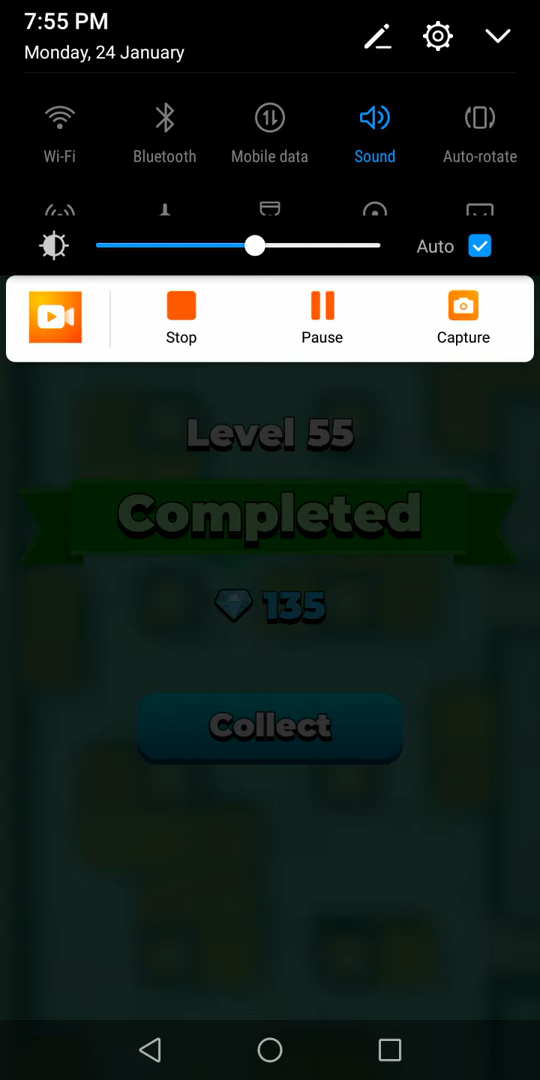 7:55 PM
Monday, 24 January
Wi-Fi Bluetooth Mobile data Sound Auto-rotate
Auto
Stop Pause Capture
Level 55
Completed
135
Collect